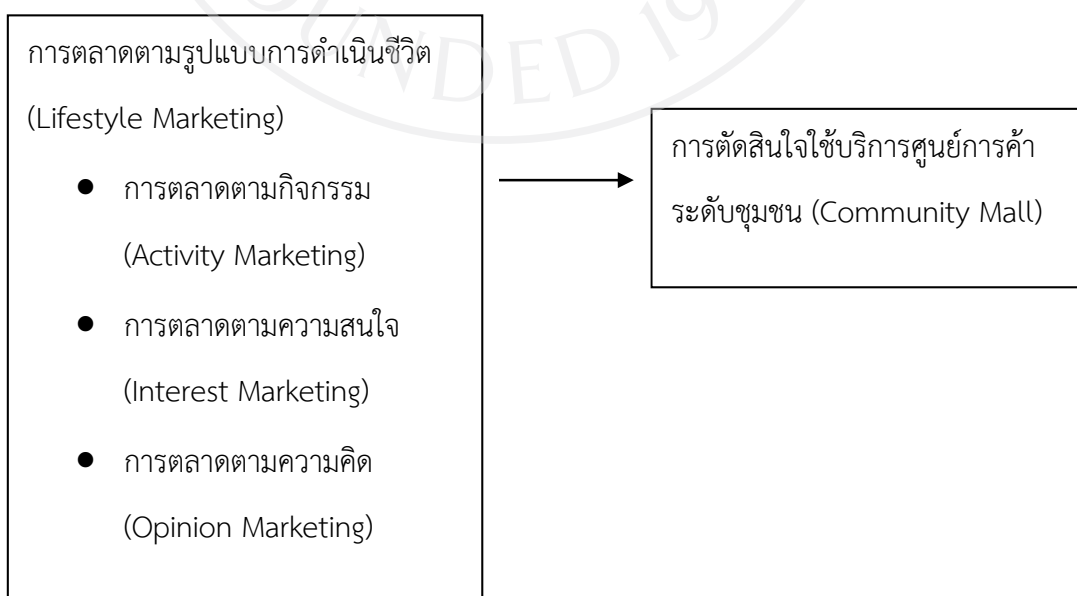 การตลาดตามรูปแบบการดำเนินชีวิต
(Lifestyle Marketing)
● การตลาดตามกิจกรรม
(Activity Marketing)
● การตลาดตามความสนใจ
(Interest Marketing)
● การตลาดตามความคิด
(Opinion Marketing)
การตัดสินใจใช้บริการศูนย์การค้า
ระดับชุมชน (Community Mall)